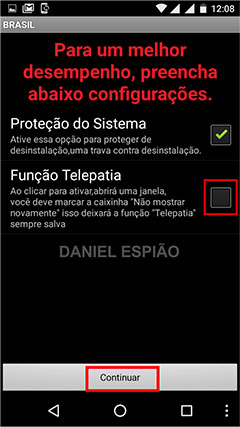 12:08
BRASIL
Para um melhor
desempenho, preencha
abaixo configurações.
Proteção do Sistema
Ative essa opção para proteger de
desinstalação,uma trava contra desinstalação.
Função Telepatia
Ao clicar para ativar,abrirá uma janela,
você deve marcar a caixinha "Não mostrar
novamente" isso deixará a função "Telepatia"
sempre salva
DANIEL ESPIÃO
Continuar